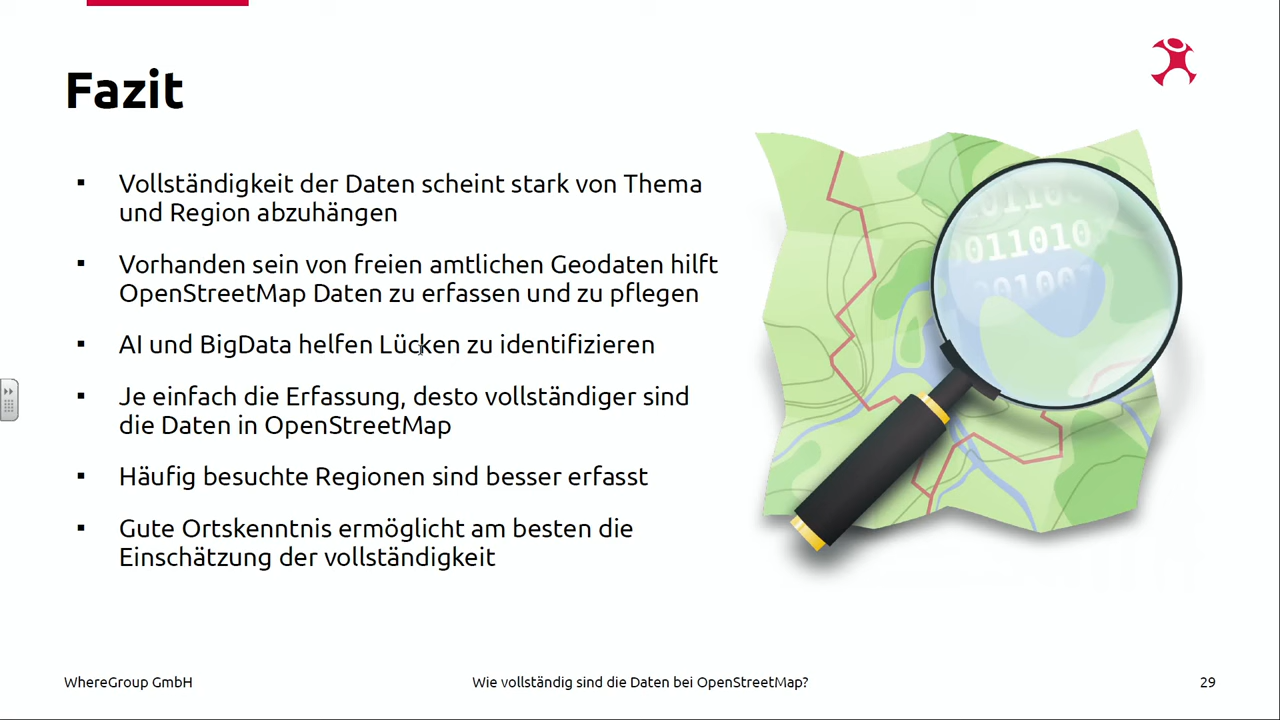 Fazit
Vollständigkeit der Daten scheint stark von Thema
und Region abzuhängen
Vorhanden sein von freien amtlichen Geodaten hilft
OpenStreetMap Daten zu erfassen und zu pflegen
AI und BigData helfen Lücken zu identifizieren
Je einfach die Erfassung, desto vollständiger sind
die Daten in OpenStreetMap
Häufig besuchte Regionen sind besser erfasst
Gute Ortskenntnis ermöglicht am besten die
Einschätzung der vollständigkeit
0011010
WhereGroup GmbH
Wie vollständig sind die Daten bei OpenStreetMap?
29